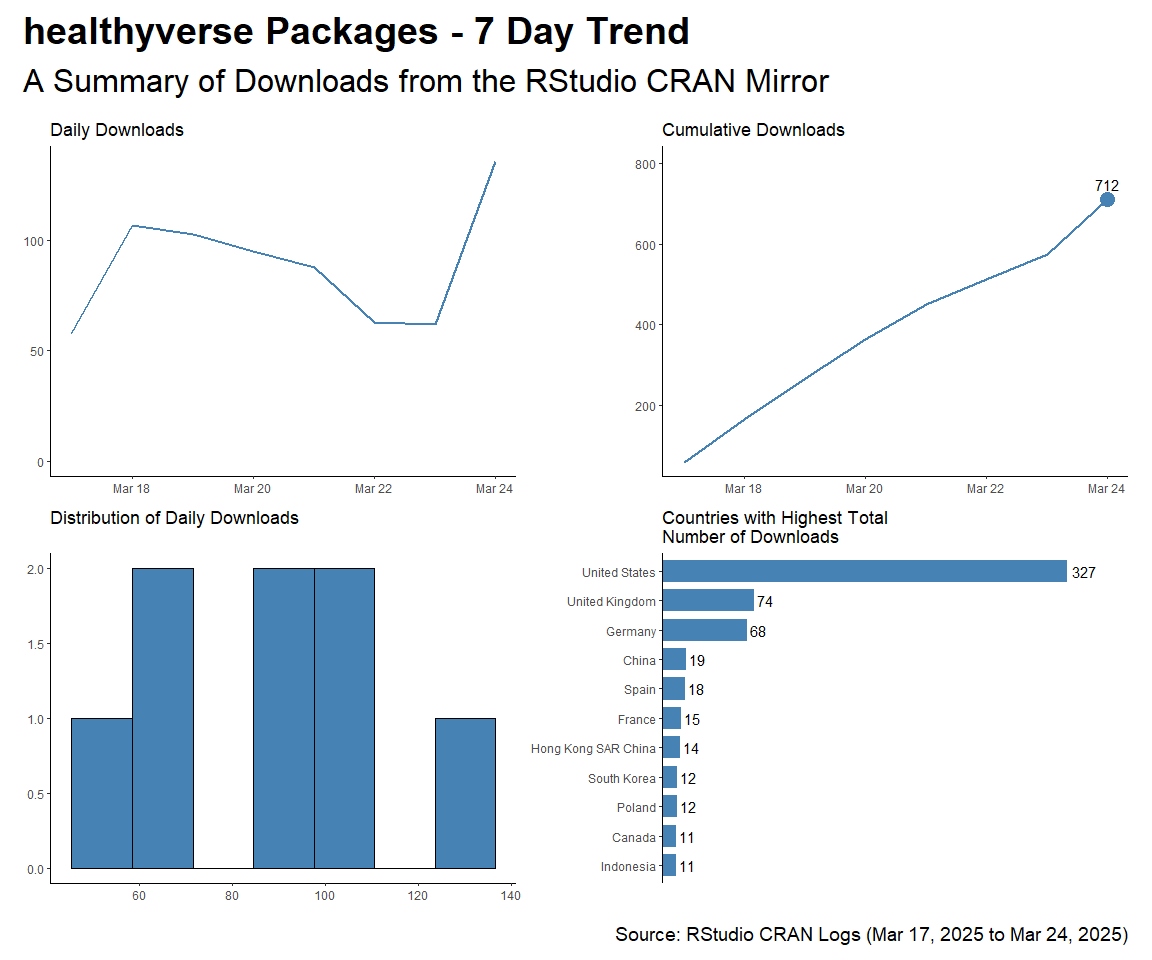 healthyverse Packages - 7 Day Trend
A Summary of Downloads from the RStudio CRAN Mirror
Daily Downloads
100
50
0
Mar 18 Mar 20 Mar 22 Mar 24
Cumulative Downloads
800
600
400
200
712
Mar 18 Mar 20 Mar 22 Mar 24
Distribution of Daily Downloads
2.0
1.5
1.0
0.5
0.0
60 80 100 120 140
Countries with Highest Total
Number of Downloads
United States 327
United Kingdom 74
Germany 68
China 19
Spain 18
France 15
Hong Kong SAR China 14
South Korea 12
Poland 12
Canada 11
Indonesia 11
Source: RStudio CRAN Logs (Mar 17, 2025 to Mar 24, 2025)